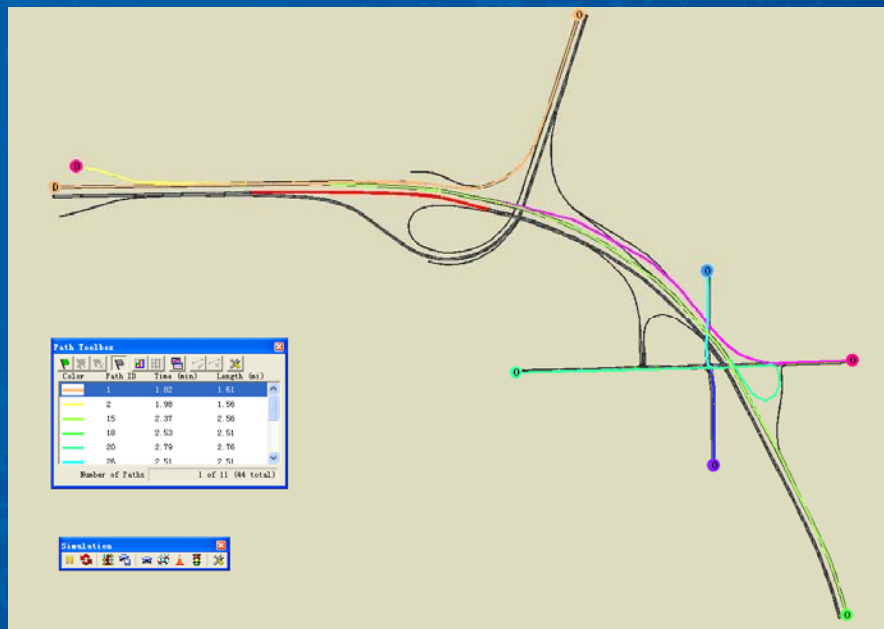 O
D
D
O
O
O
O
O
Path Toolbox
Color Path ID Time (min) Length (mi)
1 1.82 1.61
2 1.98 1.56
15 2.37 2.56
18 2.53 2.51
20 2.79 2.76
26 2.51 2.51
Number of Paths 1 of 11 (44 total)
Simulation
O